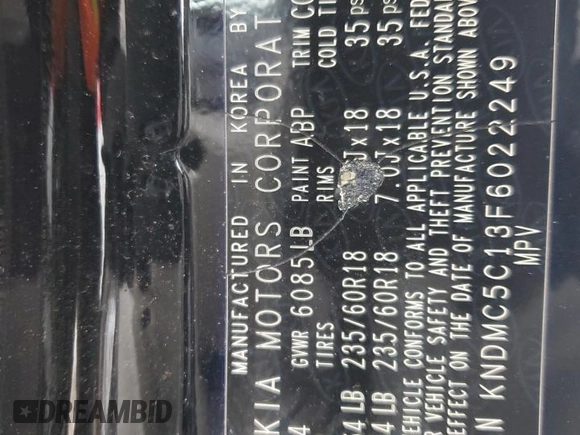 MANUFACTURED IN KOREA BY
KIA MOTORS CORPORAT
4 GVWR 6085LB PAINT ABP TRIM CO
TIRES RIMS COLD TI
4 LB 235/60R18 JX18 35 ps
4 LB 235/60R18 7.0JX18 35 p
EHICLE CONFORMS TO ALL APPLICABLE U.S.A. FED
R VEHICLE SAFETY AND THEFT PREVENTION STANDA
EFFECT ON THE DATE OF MANUFACTURE SHOWN ABOV
N KNDMC5C13F6022249
MPV
DREAMBID